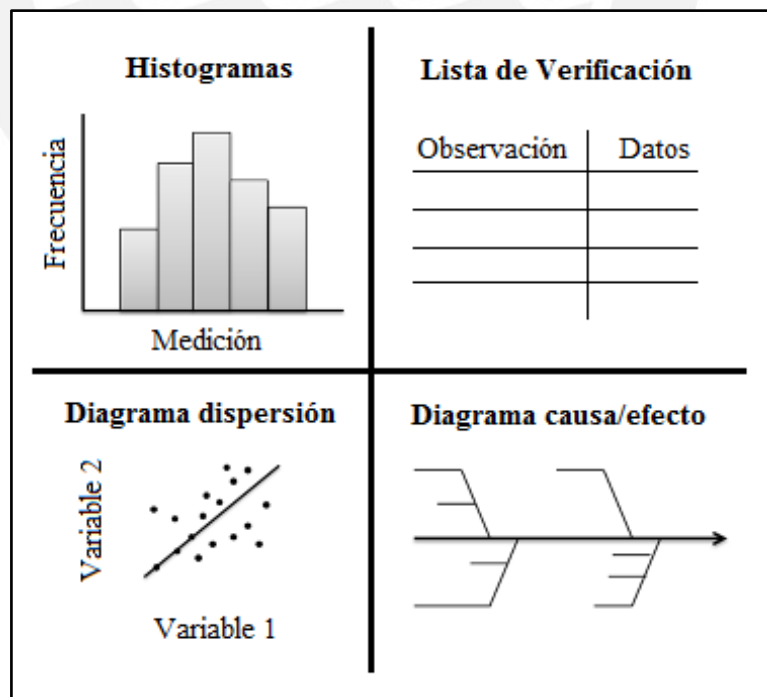 Histogramas
Frecuencia
Medición
Lista de Verificación
Observación Datos
Diagrama dispersión
Variable 2
Variable 1
Diagrama causa/efecto